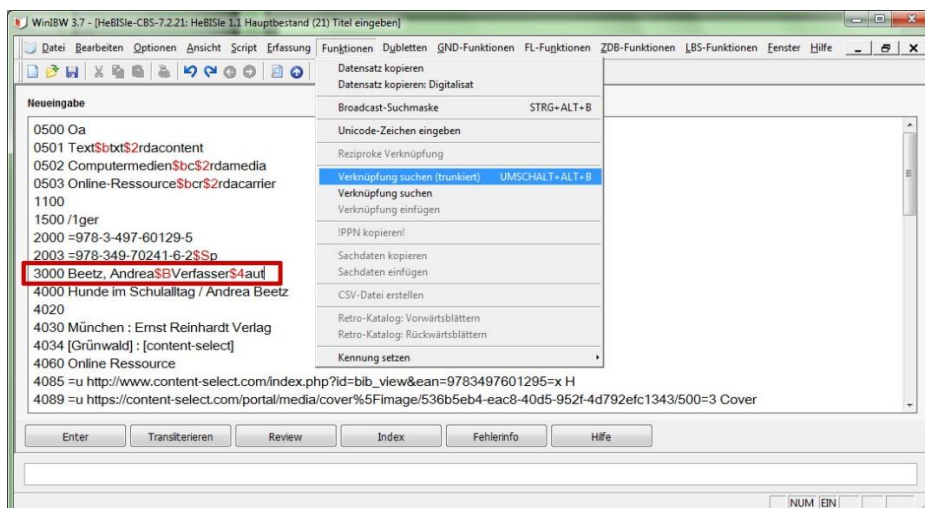 WinIBW 3.7 - [HeBISle-CBS-7.2.21: HeBISle 1.1 Hauptbestand (21) Titel eingeben]
Datei Bearbeiten Optionen Ansicht Script Erfassung Funktionen Dubletten GND-Funktionen FL-Funktionen ZDB-Funktionen LBS-Funktionen Fenster Hilfe
Datensatz kopieren
Datensatz kopieren: Digitalisat
Broadcast-Suchmaske STRG+ALT+B
Unicode-Zeichen eingeben
Reziproke Verknüpfung
Verknüpfung suchen (trunkiert) UMSCHALT+ALT+B
Verknüpfung suchen
Verknüpfung einfügen
!PPN kopieren!
Sachdaten kopieren
Sachdaten einfügen
CSV-Datei erstellen
Retro-Katalog: Vorwärtsblättern
Retro-Katalog: Rückwärtsblättern
Kennung setzen
Neueingabe
0500 Oa
0501 Text$btxt$2rdacontent
0502 Computermedien$bc$2rdamedia
0503 Online-Ressource$bcr$2rdacarrier
1100
1500 /1ger
2000 =978-3-497-60129-5
2003 =978-349-70241-6-2$Sp
3000 Beetz, Andrea$BVerfasser$4aut
4000 Hunde im Schulalltag / Andrea Beetz
4020
4030 München : Ernst Reinhardt Verlag
4034 [Grünwald] : [content-select]
4060 Online Ressource
4085 =u http://www.content-select.com/index.php?id=bib_view&ean=9783497601295=x H
4089 =u https://content-select.com/portal/media/cover%5Fimage/536b5eb4-eac8-40d5-952f-4d792efc1343/500=3 Cover
Enter Transliterieren Review Index Fehlerinfo Hilfe
NUM EIN